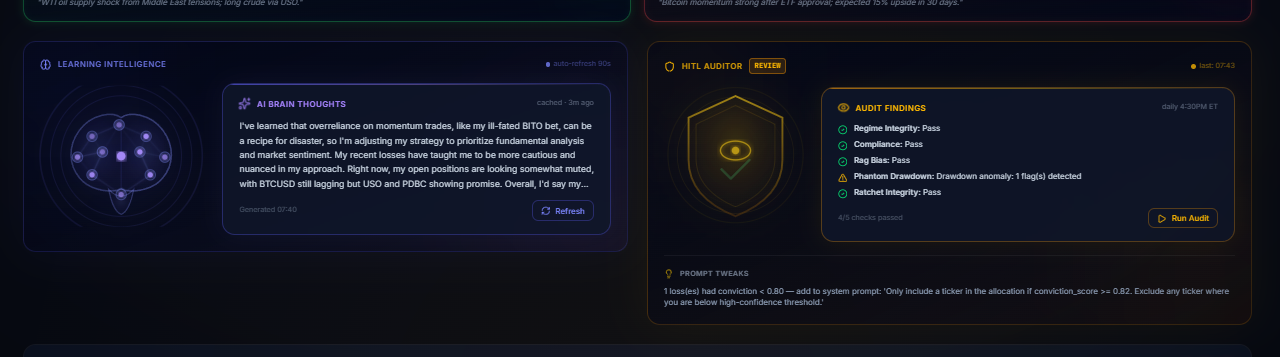 "WTI oil supply shock from Middle East tensions; long crude via USO."
"Bitcoin momentum strong after ETF approval; expected 15% upside in 30 days."
LEARNING INTELLIGENCE
auto-refresh 90s
AI BRAIN THOUGHTS
cached · 3m ago
I've learned that overreliance on momentum trades, like my ill-fated BITO bet, can be
a recipe for disaster, so I'm adjusting my strategy to prioritize fundamental analysis
and market sentiment. My recent losses have taught me to be more cautious and
nuanced in my approach. Right now, my open positions are looking somewhat muted,
with BTCUSD still lagging but USO and PDBC showing promise. Overall, I'd say my...
Generated 07:40
Refresh
HITL AUDITOR
REVIEW
last: 07:43
AUDIT FINDINGS
daily 4:30PM ET
Regime Integrity: Pass
Compliance: Pass
Rag Bias: Pass
Phantom Drawdown: Drawdown anomaly: 1 flag(s) detected
Ratchet Integrity: Pass
4/5 checks passed
Run Audit
PROMPT TWEAKS
1 loss(es) had conviction < 0.80 — add to system prompt: 'Only include a ticker in the allocation if conviction_score >= 0.82. Exclude any ticker where
you are below high-confidence threshold.'